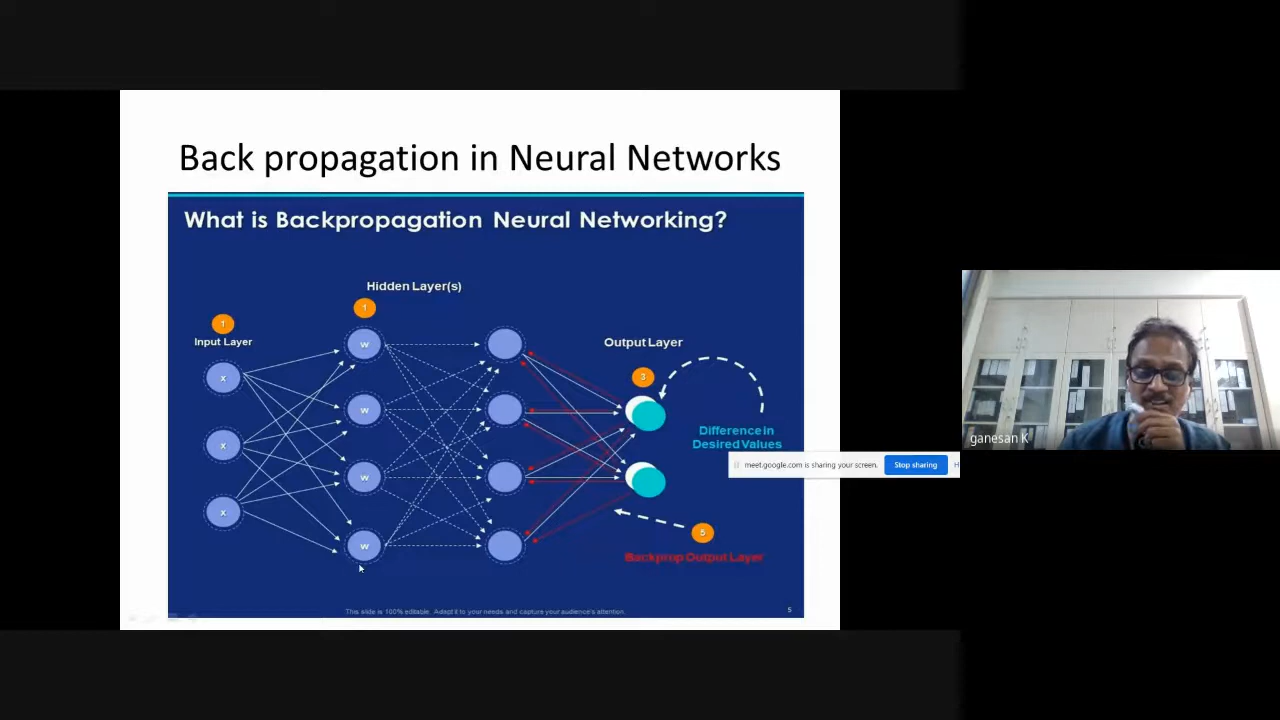 Back propagation in Neural Networks
What is Backpropagation Neural Networking?
Hidden Layer(s)
1
1
Input Layer
Output Layer
3
x
x
x
w
w
w
w
Difference in
Desired Values
meet.google.com is sharing your screen.
Stop sharing
H
ganesan K
5
Backprop Output Layer
This slide is 100% editable. Adapt it to your needs and capture your audience's attention.
5